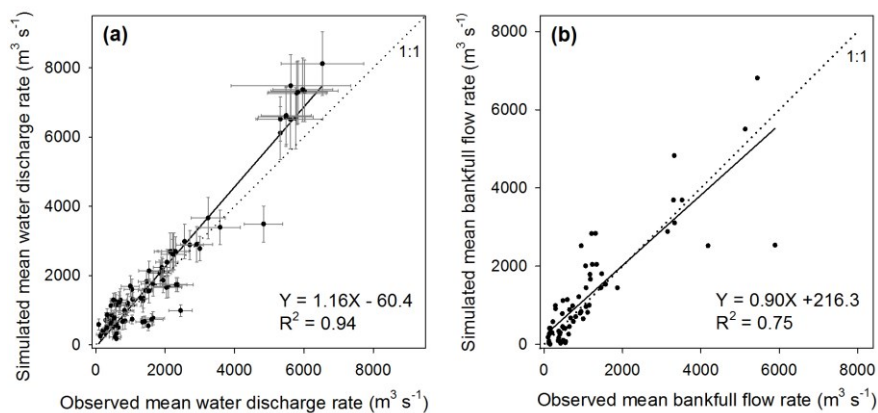 (a)
1:1
8000
6000
4000
2000
0
Simulated mean water discharge rate (m³ s⁻¹)
Y = 1.16X - 60.4
R² = 0.94
0 2000 4000 6000 8000
Observed mean water discharge rate (m³ s⁻¹)
(b)
1:1
8000
6000
4000
2000
0
Simulated mean bankfull flow rate (m³ s⁻¹)
Y = 0.90X +216.3
R² = 0.75
0 2000 4000 6000 8000
Observed mean bankfull flow rate (m³ s⁻¹)